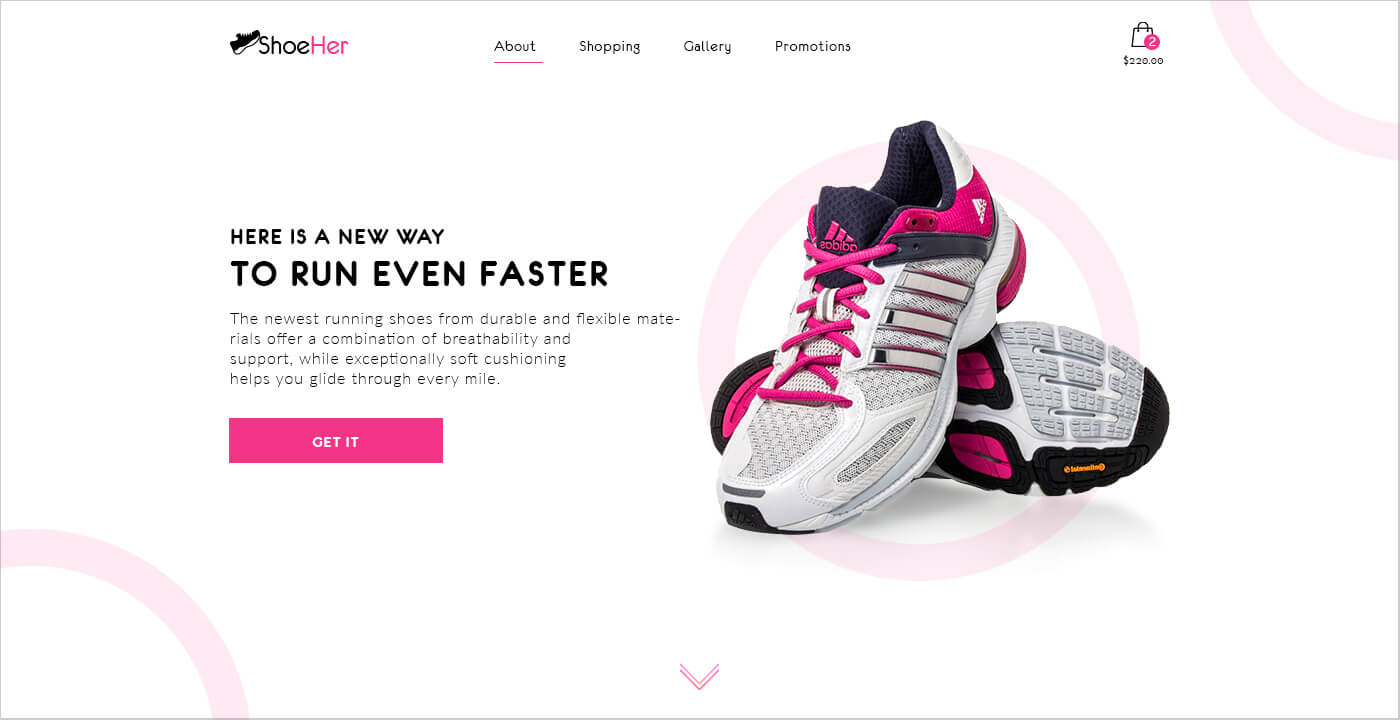 ShoeHer
About Shopping Gallery Promotions
2
$220.00
HERE IS A NEW WAY
TO RUN EVEN FASTER
The newest running shoes from durable and flexible mate-
rials offer a combination of breathability and
support, while exceptionally soft cushioning
helps you glide through every mile.
GET IT
adidas